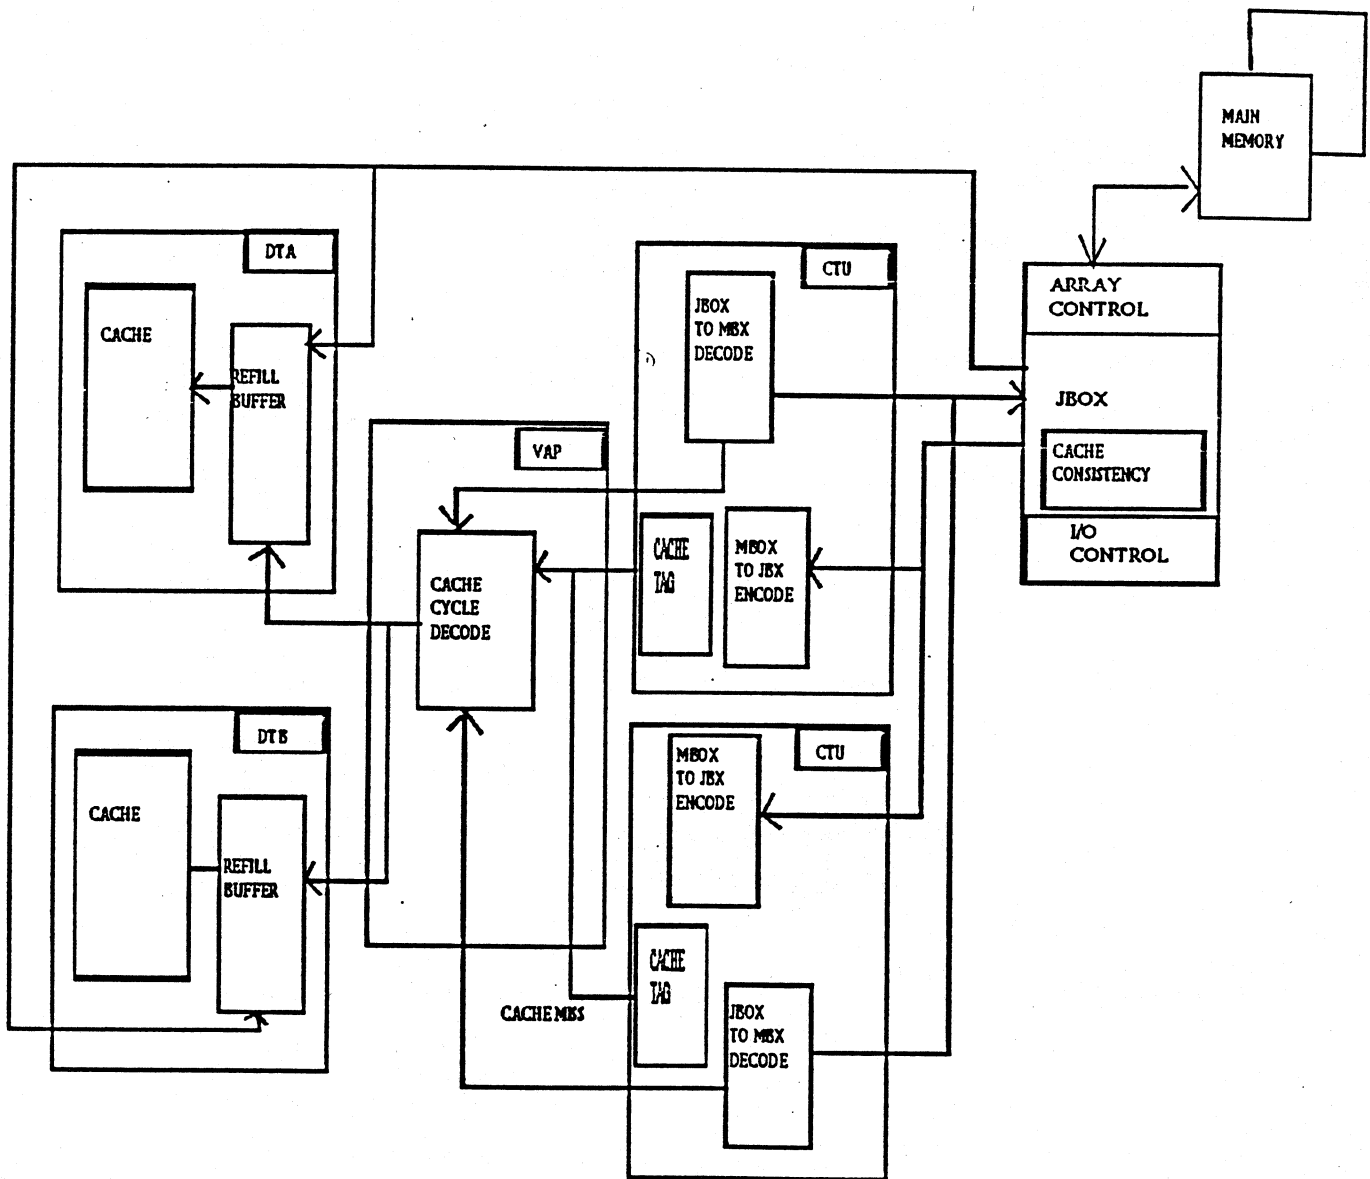 MAIN
MEMORY
DTA
CACHE
REFILL
BUFFER
CTU
JBOX
TO MBX
DECODE
ARRAY
CONTROL
JBOX
CACHE
CONSISTENCY
I/O
CONTROL
VAP
CACHE
CYCLE
DECODE
CACHE
TAG
MBOX
TO JBX
ENCODE
DTB
CACHE
REFILL
BUFFER
CTU
MBOX
TO JBX
ENCODE
CACHE
TAG
CACHE MISS
JBOX
TO MBX
DECODE